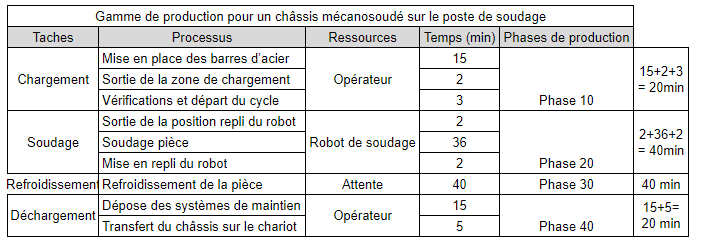 Gamme de production pour un châssis mécanosoudé sur le poste de soudage
Taches Processus Ressources Temps (min) Phases de production
Chargement
Mise en place des barres d'acier 15
Sortie de la zone de chargement 2
Vérifications et départ du cycle 3
Opérateur
Phase 10
15+2+3
= 20min
Soudage
Sortie de la position repli du robot 2
Soudage pièce 36
Mise en repli du robot 2
Robot de soudage
Phase 20
2+36+2
= 40min
Refroidissement Refroidissement de la pièce Attente 40 Phase 30 40 min
Déchargement
Dépose des systèmes de maintien 15
Transfert du châssis sur le chariot 5
Opérateur
Phase 40
15+5=
20 min